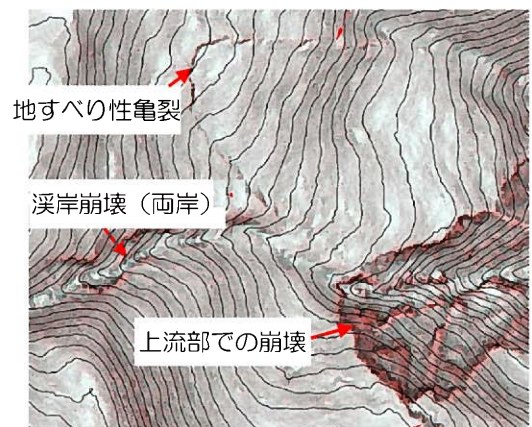 地すべり性亀裂
渓岸崩壊（両岸）
上流部での崩壊